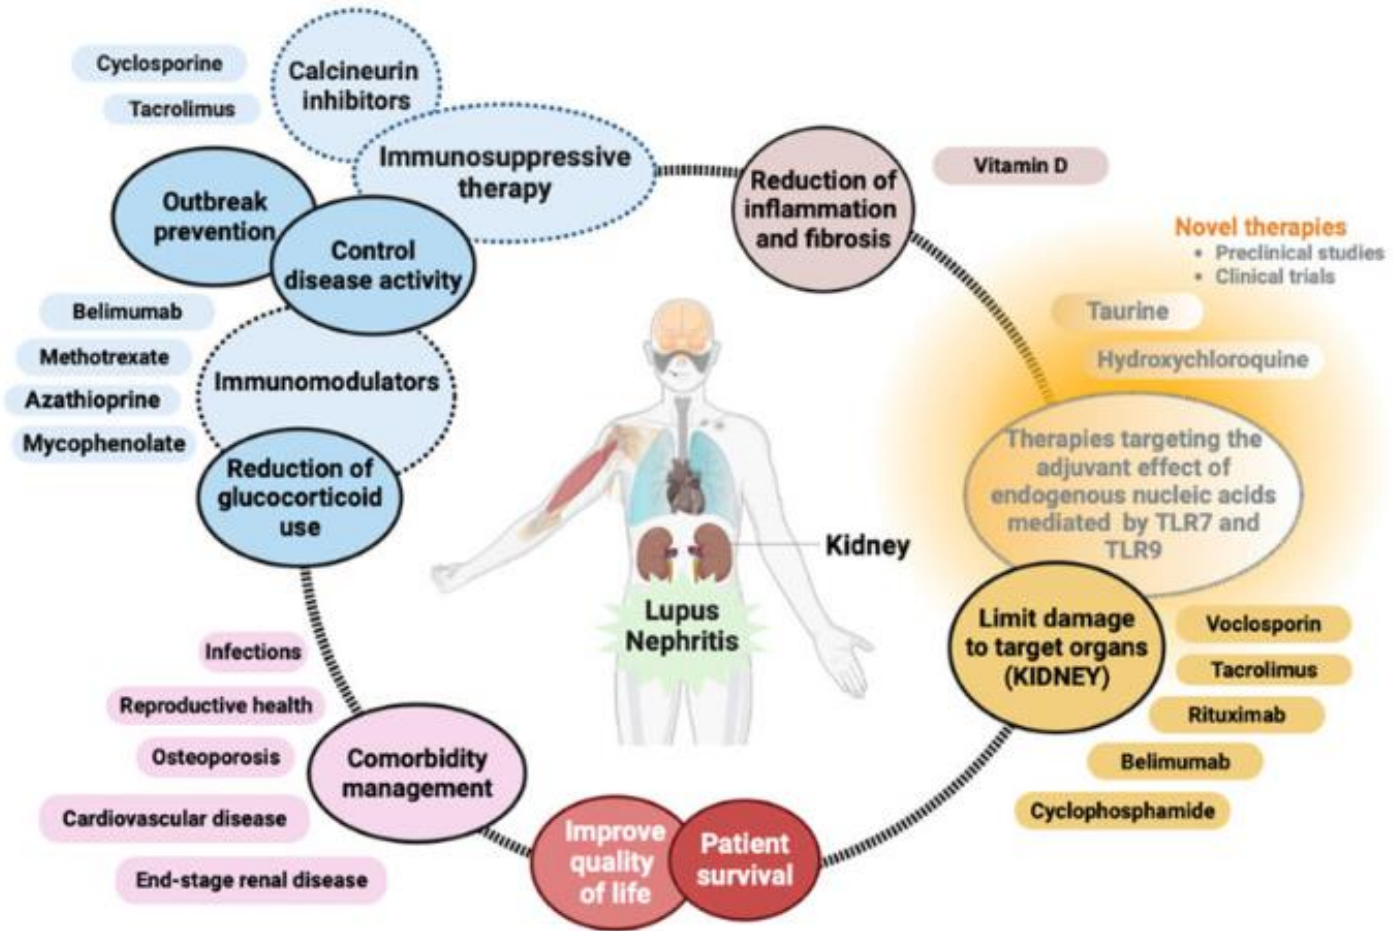 Cyclosporine
Tacrolimus
Calcineurin
inhibitors
Immunosuppressive
therapy
Outbreak
prevention
Control
disease activity
Belimumab
Methotrexate
Azathioprine
Mycophenolate
Immunomodulators
Reduction of
glucocorticoid
use
Reduction of
inflammation
and fibrosis
Vitamin D
Novel therapies
• Preclinical studies
• Clinical trials
Taurine
Hydroxychloroquine
Therapies targeting the
adjuvant effect of
endogenous nucleic acids
mediated by TLR7 and
TLR9
Kidney
Lupus
Nephritis
Limit damage
to target organs
(KIDNEY)
Voclosporin
Tacrolimus
Rituximab
Belimumab
Cyclophosphamide
Infections
Reproductive health
Osteoporosis
Cardiovascular disease
End-stage renal disease
Comorbidity
management
Improve
quality
of life
Patient
survival